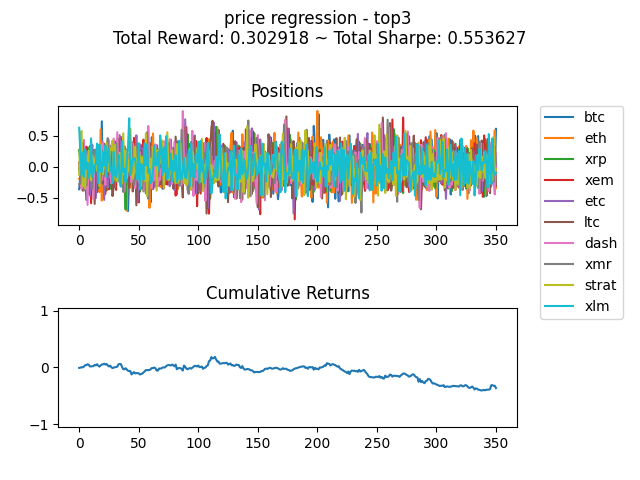 price regression - top3
Total Reward: 0.302918 ~ Total Sharpe: 0.553627
Positions
0.5
0.0
−0.5
0 50 100 150 200 250 300 350
btc
eth
xrp
xem
etc
ltc
dash
xmr
strat
xlm
Cumulative Returns
1
0
−1
0 50 100 150 200 250 300 350